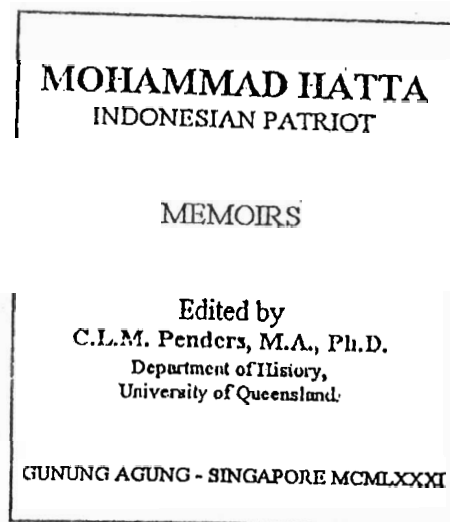 MOHAMMAD HATTA
INDONESIAN PATRIOT
MEMOIRS
Edited by
C.L.M. Penders, M.A., Ph.D.
Department of History,
University of Queensland.
GUNUNG AGUNG - SINGAPORE MCMLXXXI